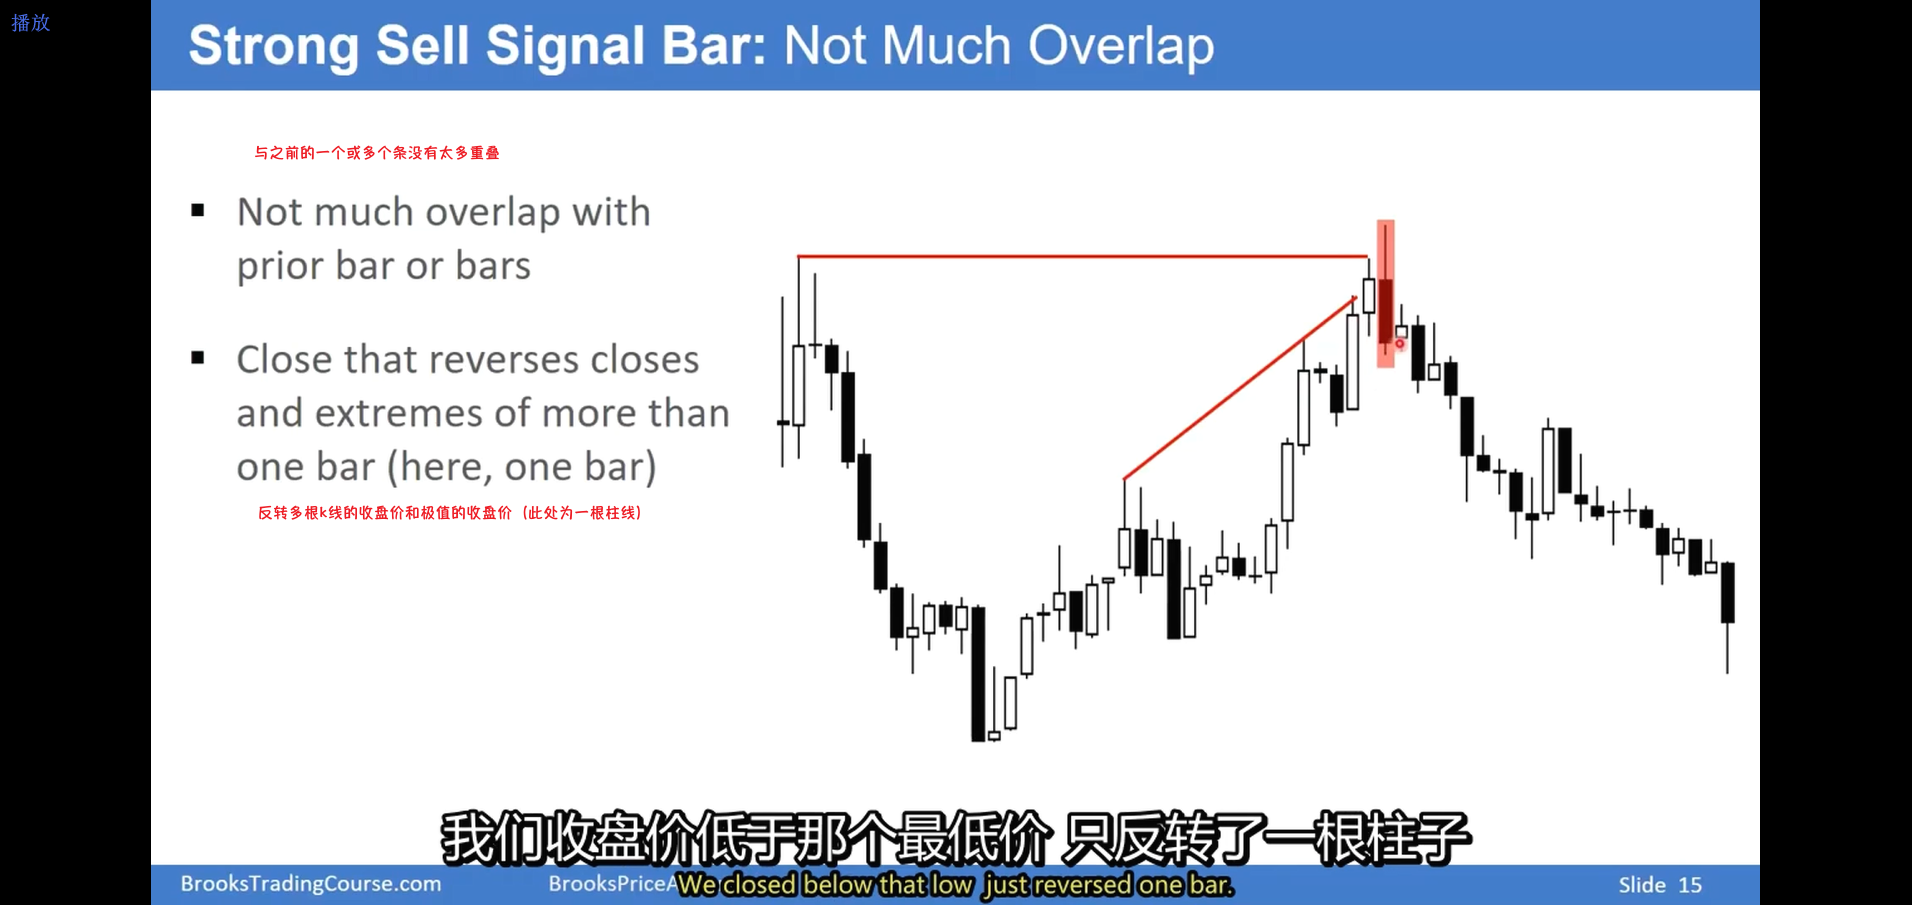 播放
Strong Sell Signal Bar: Not Much Overlap
与之前的一个或多个条没有太多重叠
Not much overlap with
prior bar or bars
Close that reverses closes
and extremes of more than
one bar (here, one bar)
反转多根k线的收盘价和极值的收盘价（此处为一根柱线）
我们收盘价低于那个最低价 只反转了一根柱子
BrooksTradingCourse.com
BrooksPriceA
We closed below that low just reversed one bar.
Slide 15